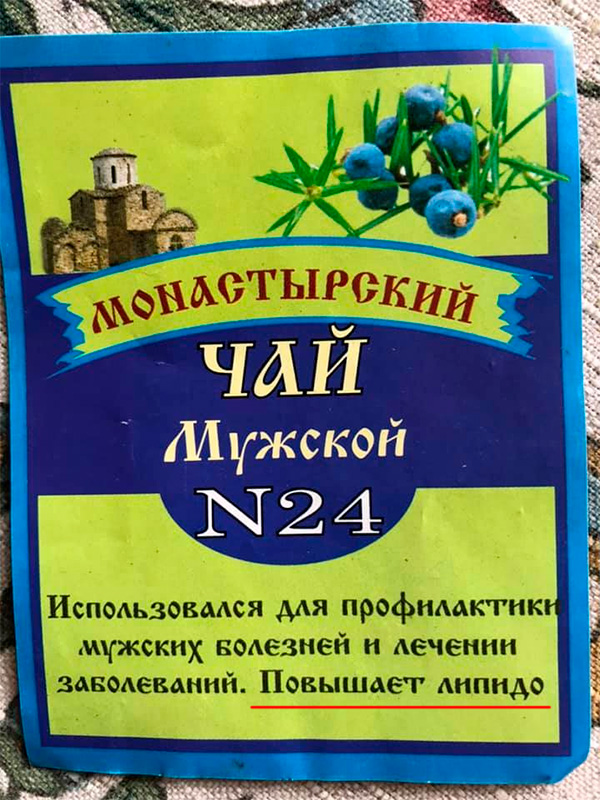 МОНАСТЫРСКИЙ
ЧАЙ
Мужской
N24
Использовался для профилактики
мужских болезней и лечении
заболеваний. Повышает липидо